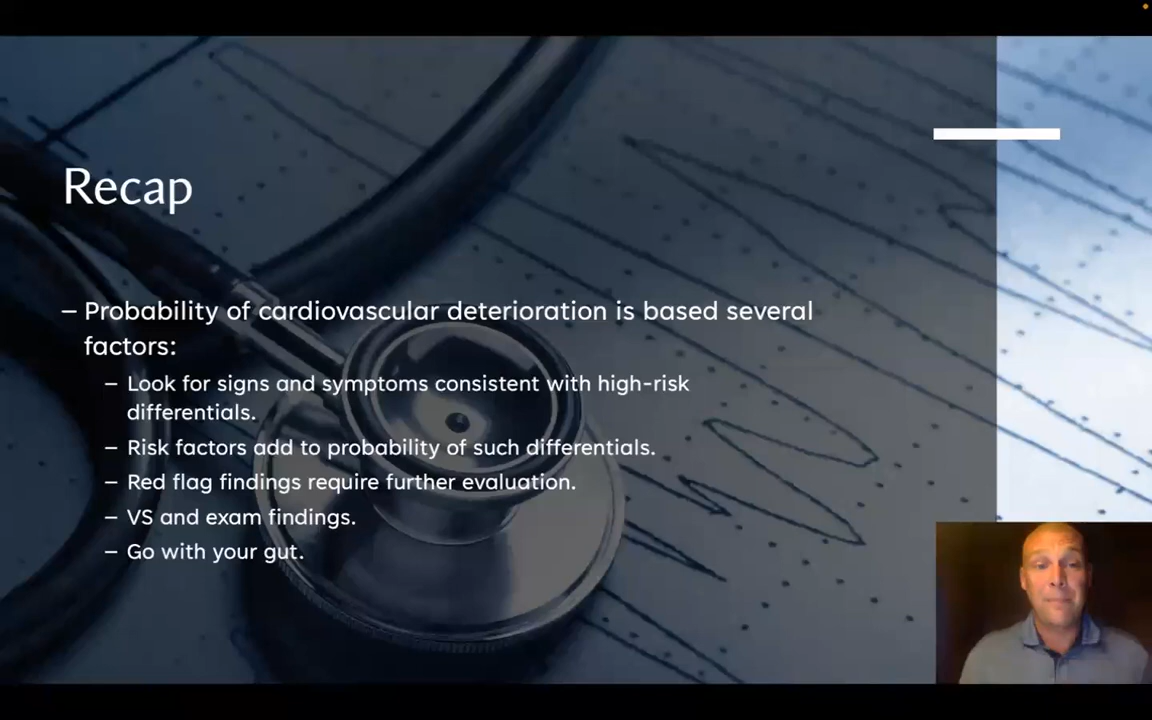 Recap
– Probability of cardiovascular deterioration is based several
factors:
– Look for signs and symptoms consistent with high-risk
differentials.
– Risk factors add to probability of such differentials.
– Red flag findings require further evaluation.
– VS and exam findings.
– Go with your gut.